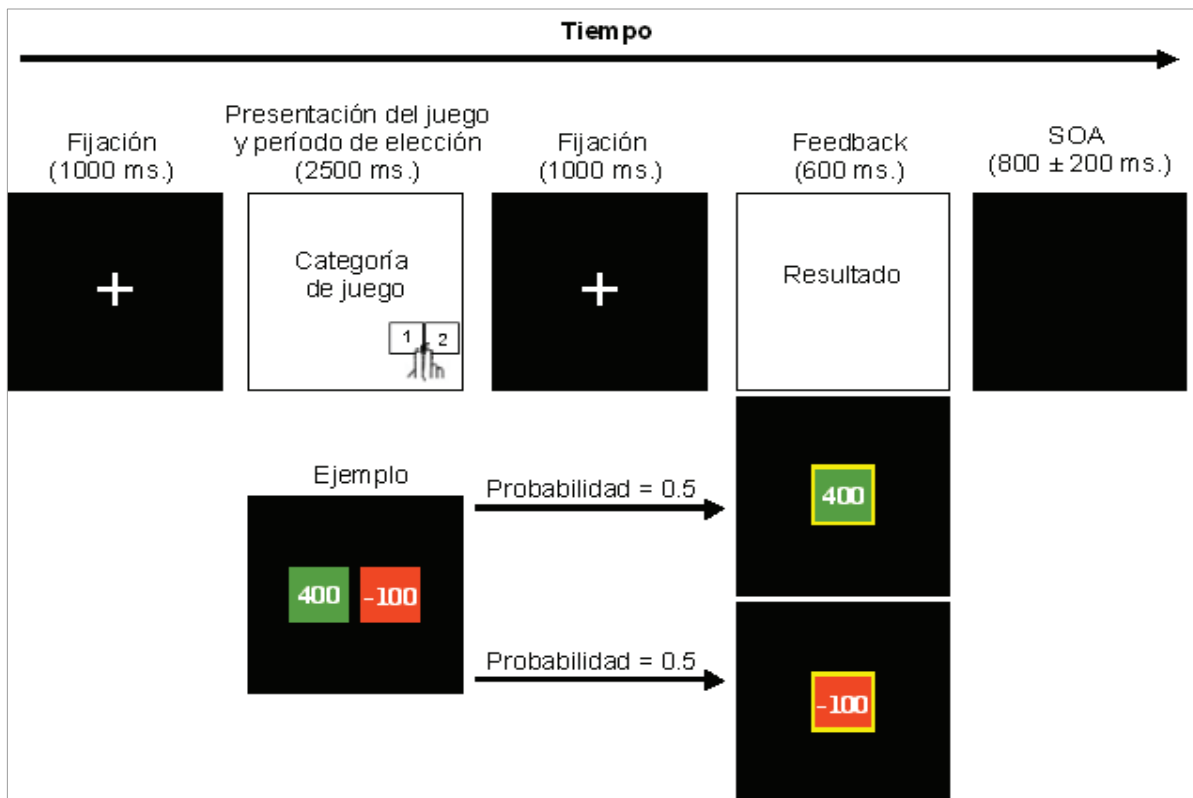 Tiempo
Fijación
(1000 ms.)
Presentación del juego
y período de elección
(2500 ms.)
Fijación
(1000 ms.)
Feedback
(600 ms.)
SOA
(800 ± 200 ms.)
Categoría
de juego
1 2
Resultado
Ejemplo
Probabilidad = 0.5
400
400 -100
Probabilidad = 0.5
-100